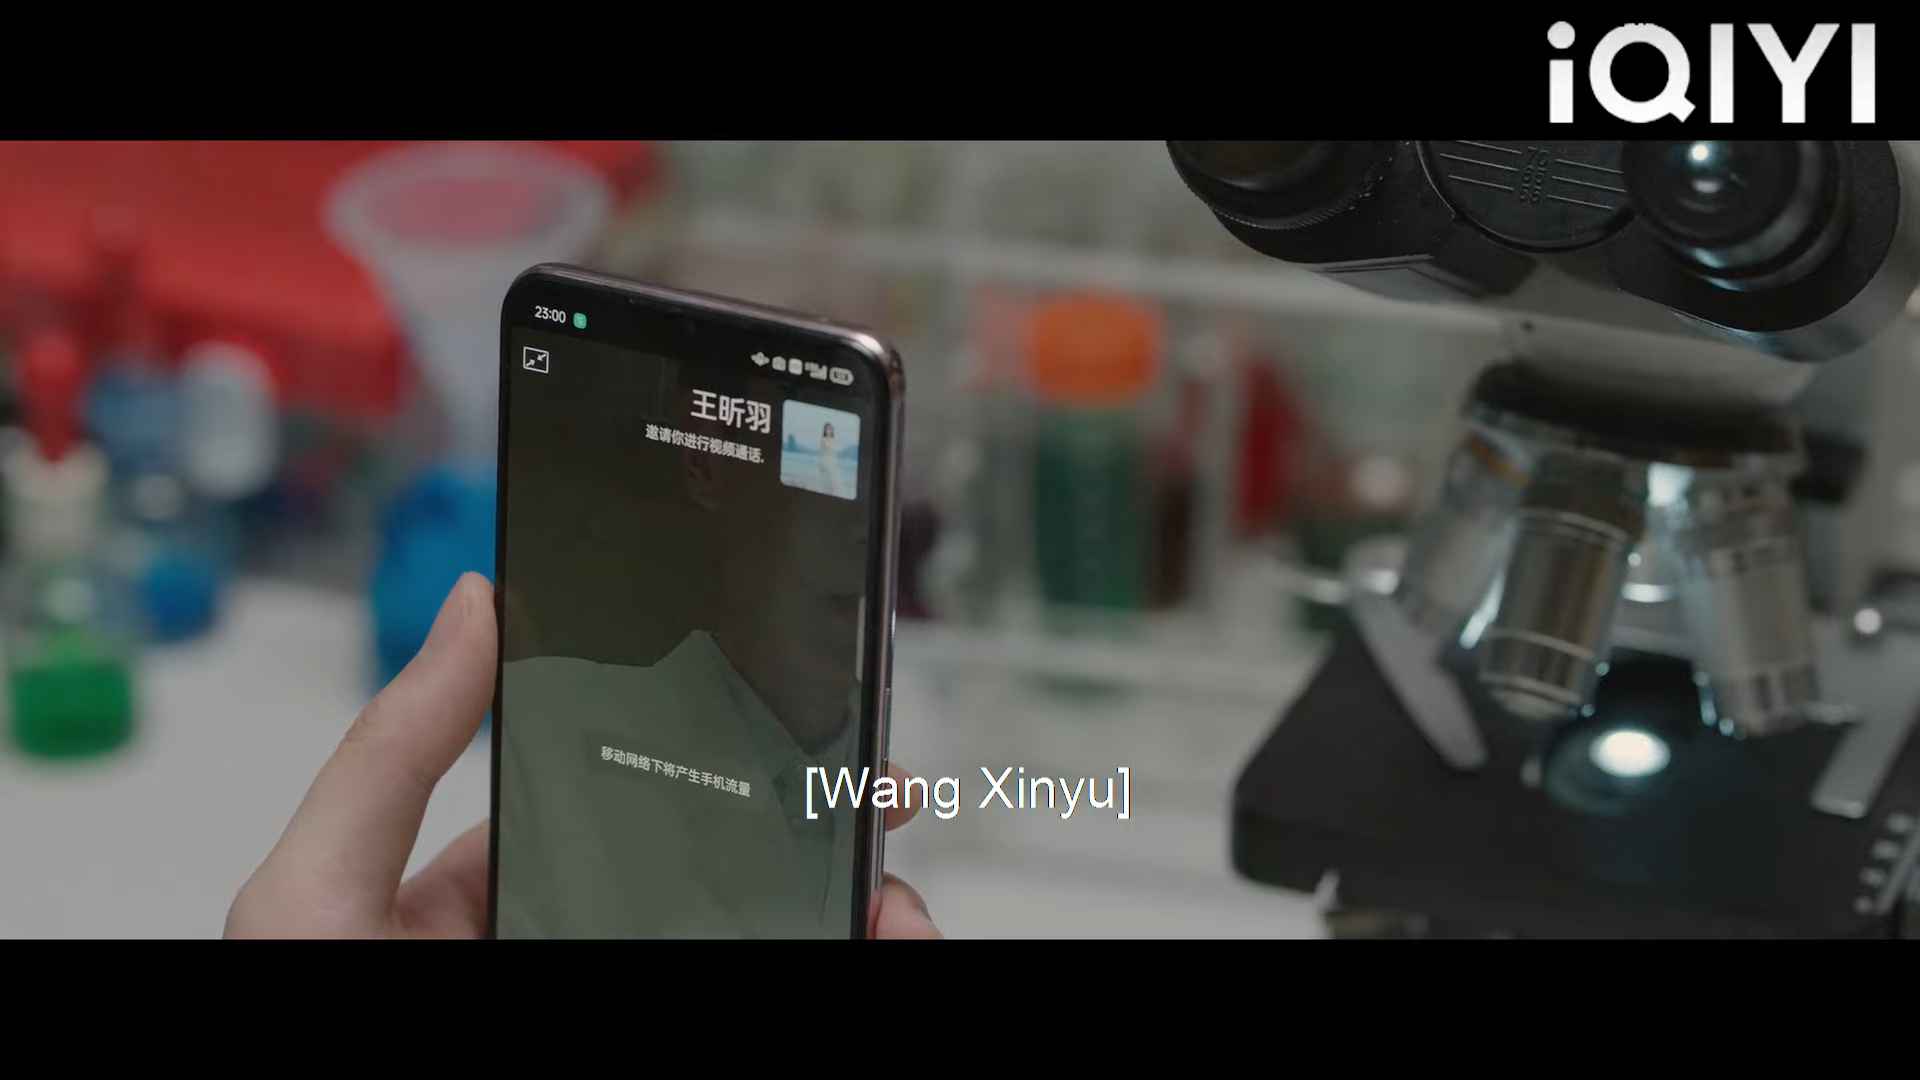 iQIYI
23:00
王昕羽
邀请你进行视频通话.
移动网络下将产生手机流量
[Wang Xinyu]